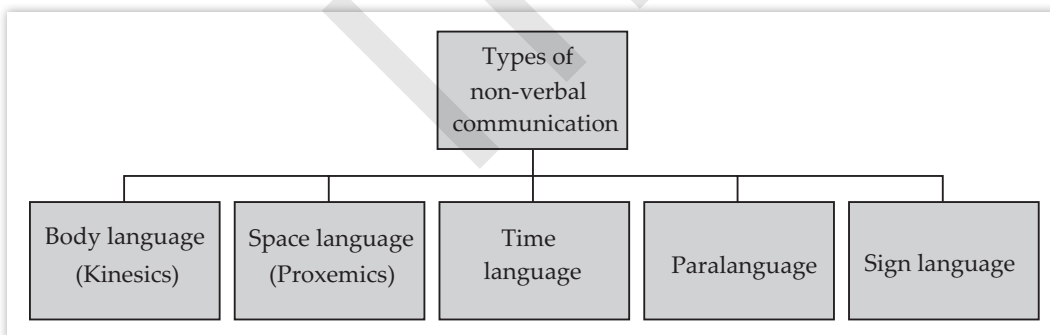 Types of
non-verbal
communication
Body language
(Kinesics)
Space language
(Proxemics)
Time
language
Paralanguage
Sign language